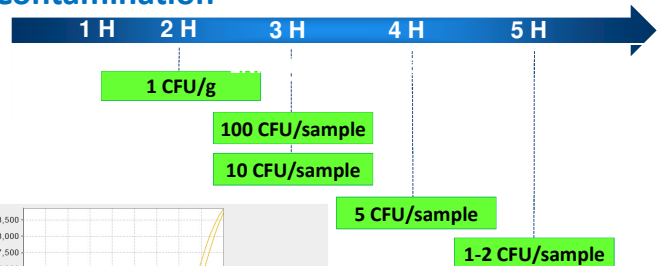 contamination
1 H 2 H 3 H 4 H 5 H
1 CFU/g
100 CFU/sample
10 CFU/sample
5 CFU/sample
1-2 CFU/sample